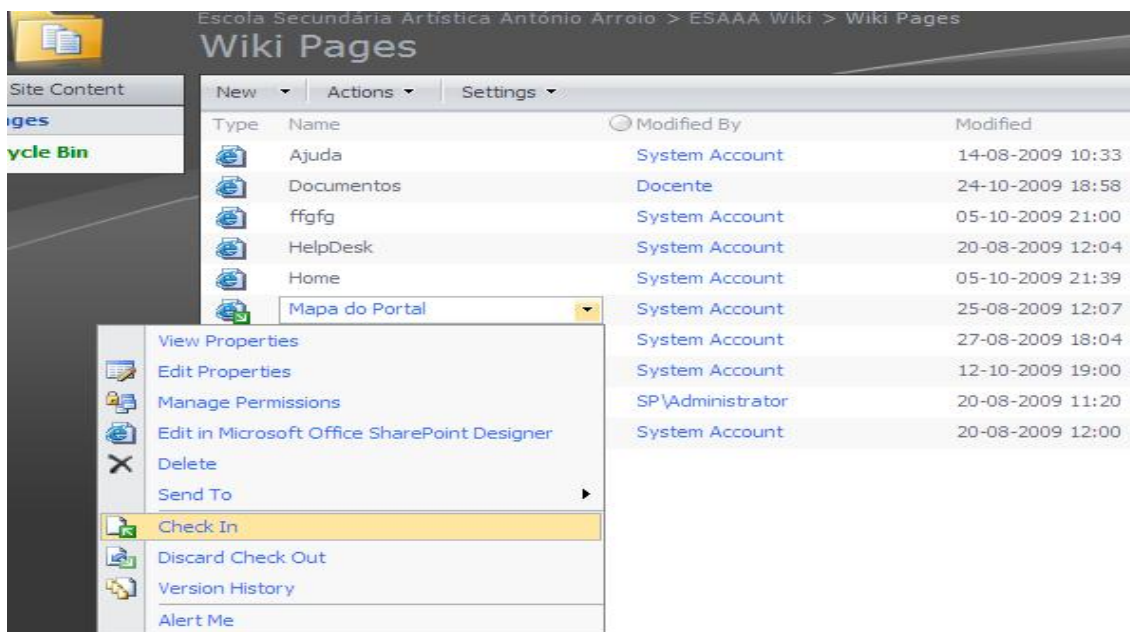 Escola Secundária Artística António Arroio > ESAAA Wiki > Wiki Pages
Wiki Pages
Site Content
New Actions Settings
Type Name Modified By Modified
Ajuda System Account 14-08-2009 10:33
ycle Bin
Documentos Docente 24-10-2009 18:58
ffgfg System Account 05-10-2009 21:00
HelpDesk System Account 20-08-2009 12:04
Home System Account 05-10-2009 21:39
Mapa do Portal System Account 25-08-2009 12:07
View Properties System Account 27-08-2009 18:04
Edit Properties System Account 12-10-2009 19:00
Manage Permissions SP\Administrator 20-08-2009 11:20
Edit in Microsoft Office SharePoint Designer System Account 20-08-2009 12:00
Delete
Send To
Check In
Discard Check Out
Version History
Alert Me